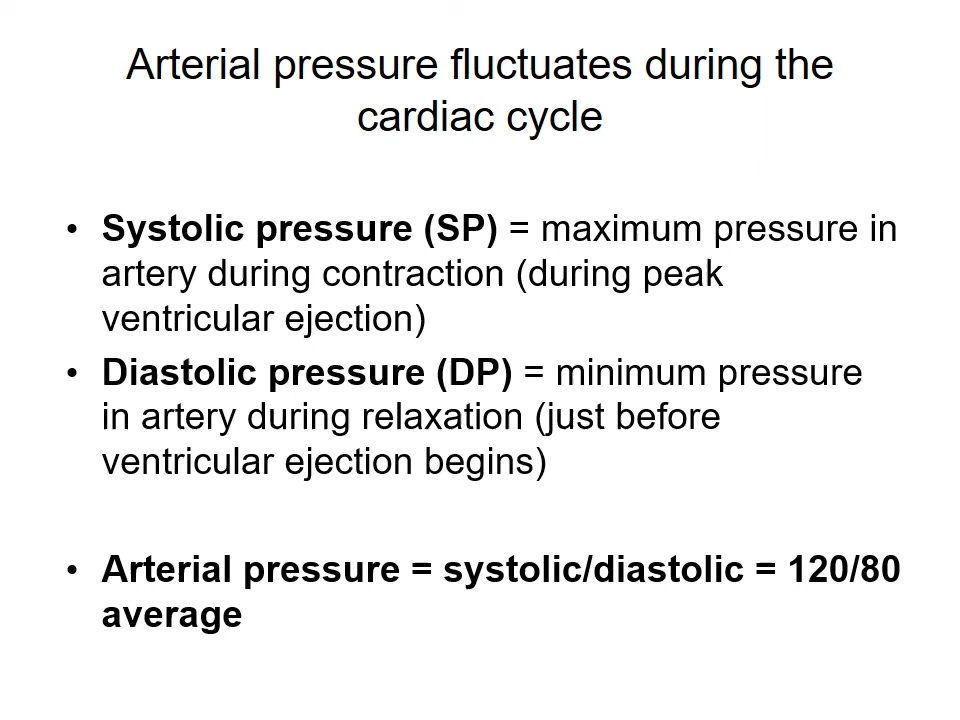 Arterial pressure fluctuates during the
cardiac cycle
• Systolic pressure (SP) = maximum pressure in
artery during contraction (during peak
ventricular ejection)
• Diastolic pressure (DP) = minimum pressure
in artery during relaxation (just before
ventricular ejection begins)
• Arterial pressure = systolic/diastolic = 120/80
average